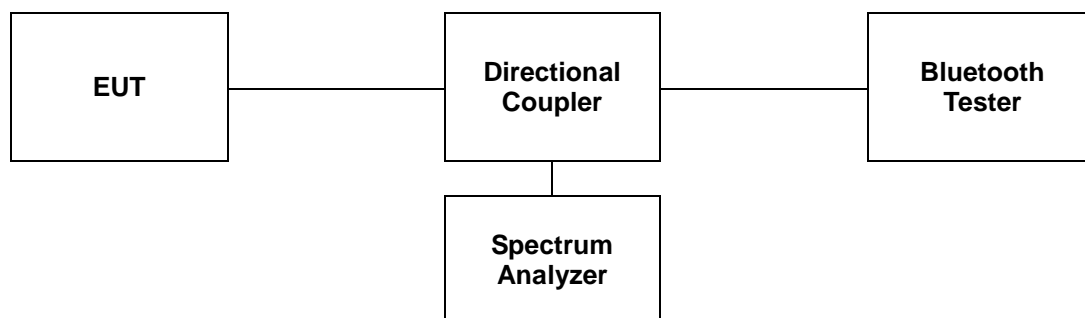 EUT
Directional
Coupler
Bluetooth
Tester
Spectrum
Analyzer